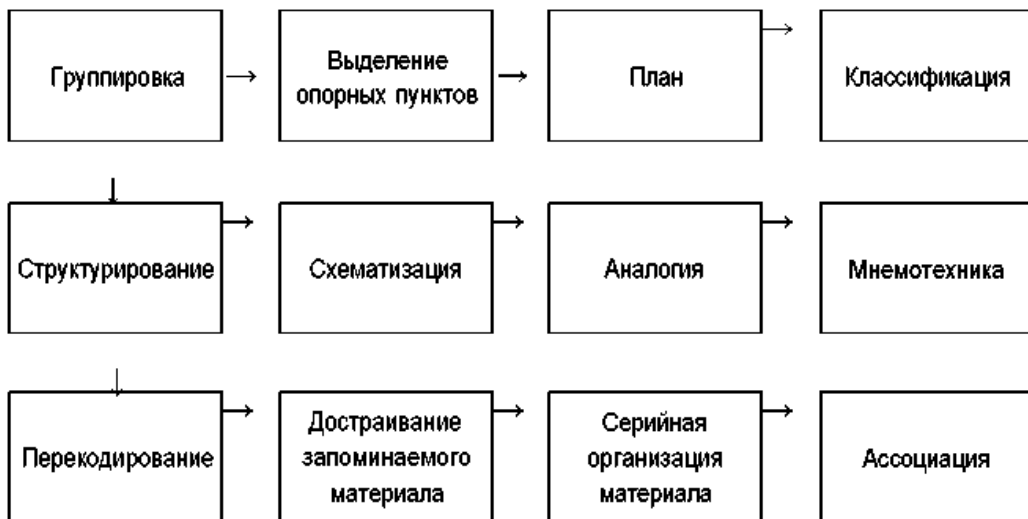 Группировка
Выделение
опорных пунктов
План
Классификация
Структурирование
Схематизация
Аналогия
Мнемотехника
Перекодирование
Достраивание
запоминаемого
материала
Серийная
организация
материала
Ассоциация